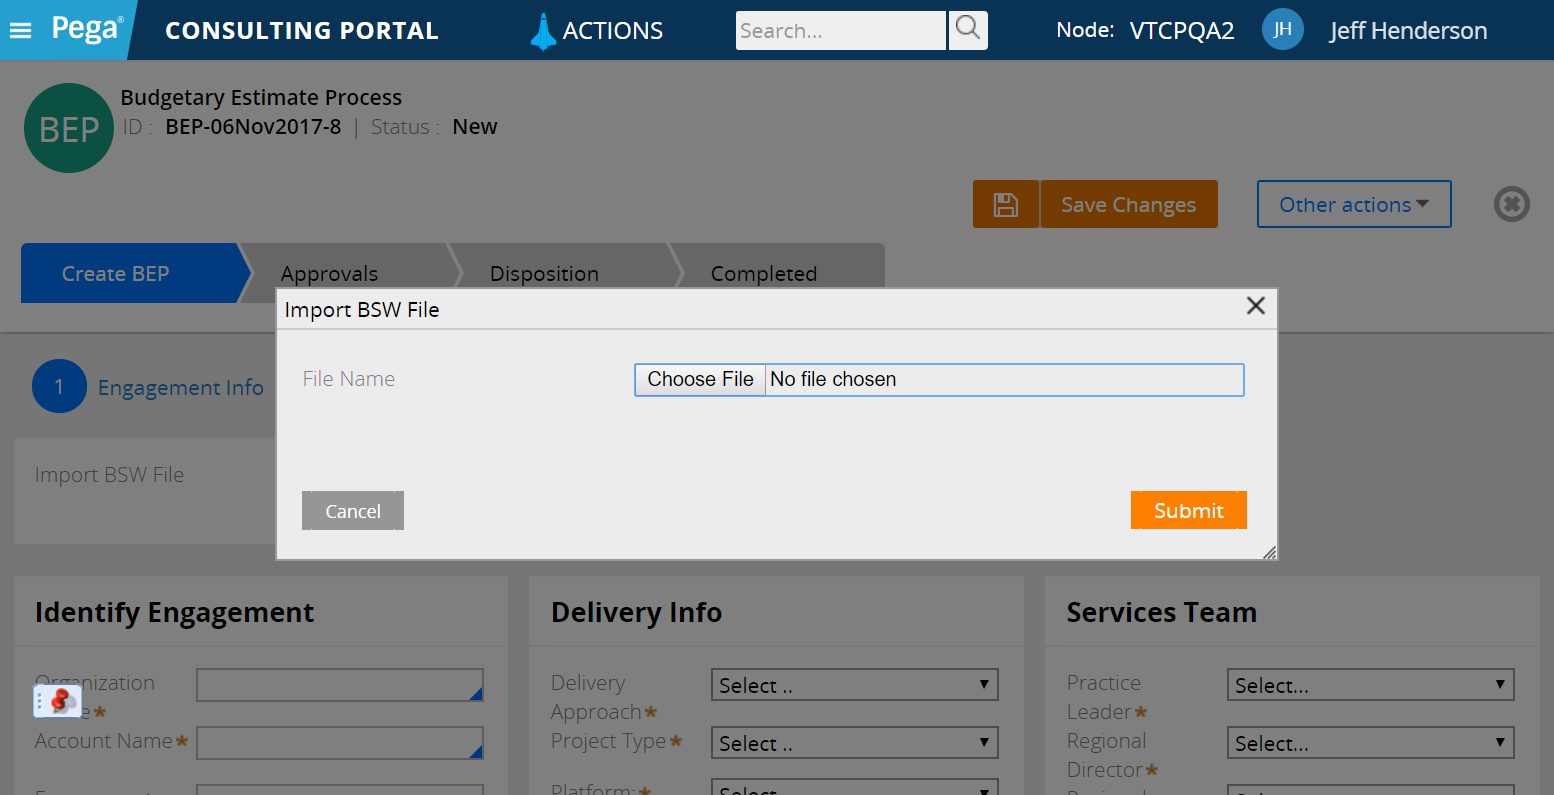 Pega® CONSULTING PORTAL ACTIONS Search... Node: VTCPQA2 JH Jeff Henderson
BEP
Budgetary Estimate Process
ID : BEP-06Nov2017-8 | Status : New
Save Changes Other actions
Create BEP Approvals Disposition Completed
Import BSW File
File Name Choose File No file chosen
Cancel Submit
1 Engagement Info
Import BSW File
Identify Engagement
Organization
*
Account Name*
Delivery Info
Delivery Select ..
Approach*
Project Type* Select ..
Platform:* Select
Services Team
Practice Select...
Leader*
Regional Select...
Director*